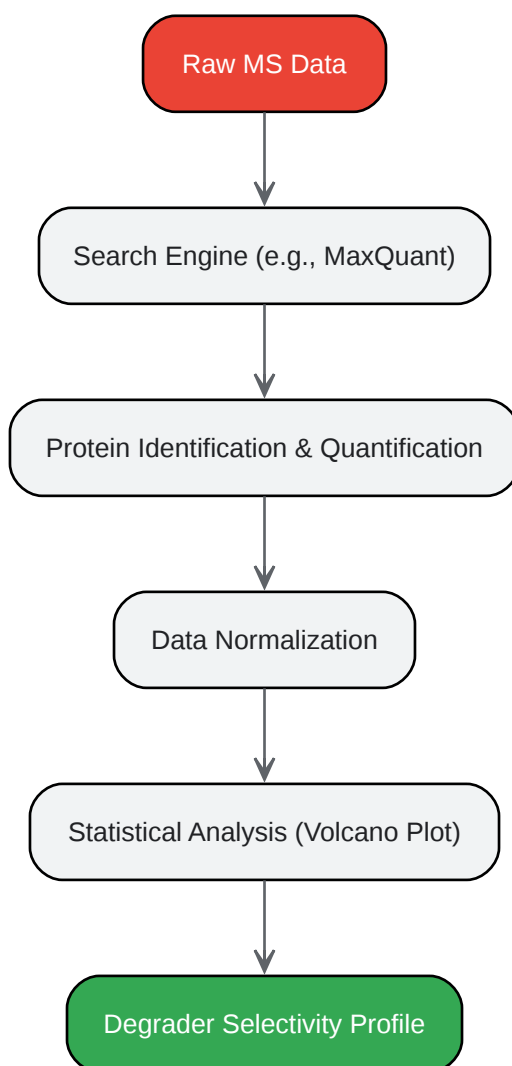 Raw MS Data
Search Engine (e.g., MaxQuant)
Protein Identification & Quantification
Data Normalization
Statistical Analysis (Volcano Plot)
Degrader Selectivity Profile